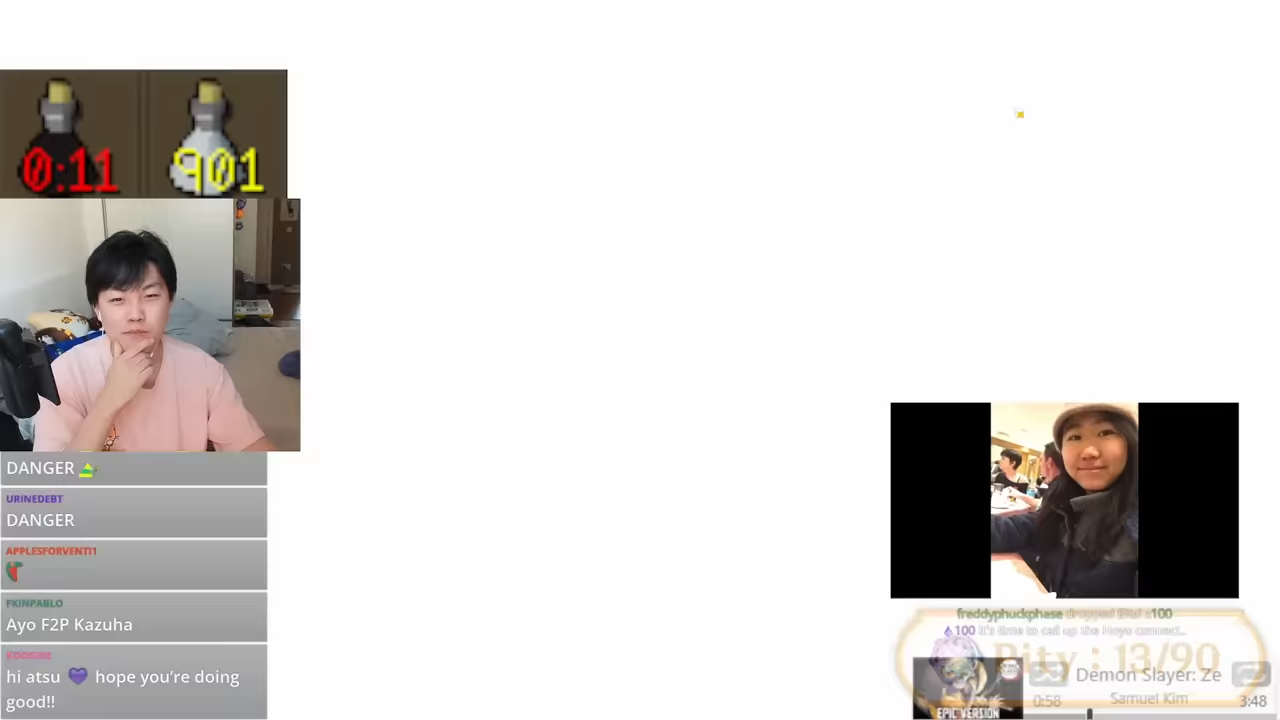 0:11
901
DANGER
URINEDEBT
DANGER
APPLESFORVENTI1
FKINPABLO
Ayo F2P Kazuha
hi atsu 💜 hope you're doing
good!!
freddyphuckphase dropped x100
100 It's time to call up the Hoyo connect..
Pity : 13/90
Demon Slayer: Ze
0:58 Samuel Kim 3:48
EPIC VERSION